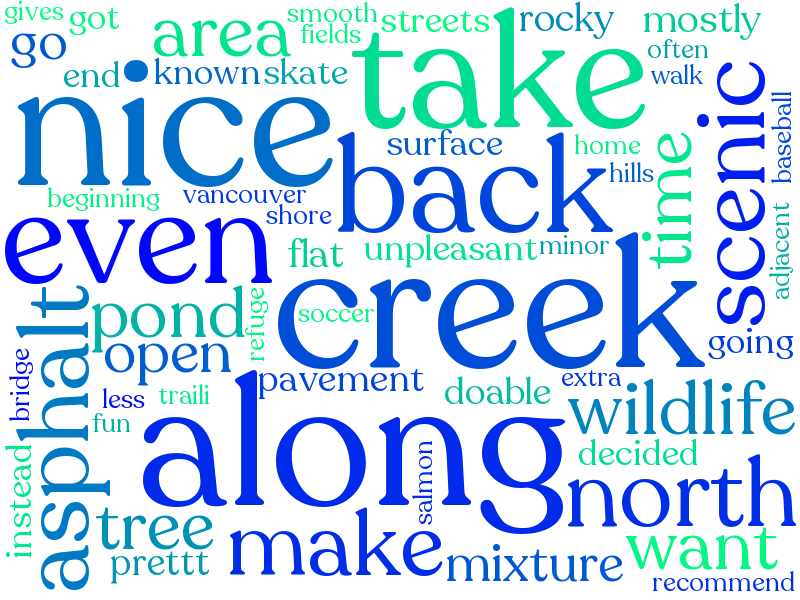 gives
got
smooth
streets
rocky
mostly
go
area
fields
take
often
end
known
skate
walk
nice
surface
home
scenic
baseball
back
time
hills
beginning
vancouver
shore
even
flat
unpleasant
minor
adjacent
creek
asphalt
pond
refuge
soccer
open
going
bridge
pavement
extra
less
traili
doable
wildlife
fun
along
instead
salmon
decided
north
tree
make
want
prettt
mixture
recommend